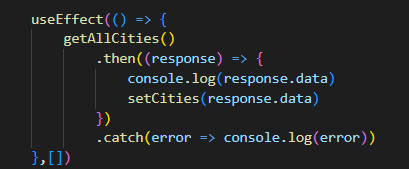 useEffect(() => {
    getAllCities()
        .then((response) => {
            console.log(response.data)
            setCities(response.data)
        })
        .catch(error => console.log(error))
},[])